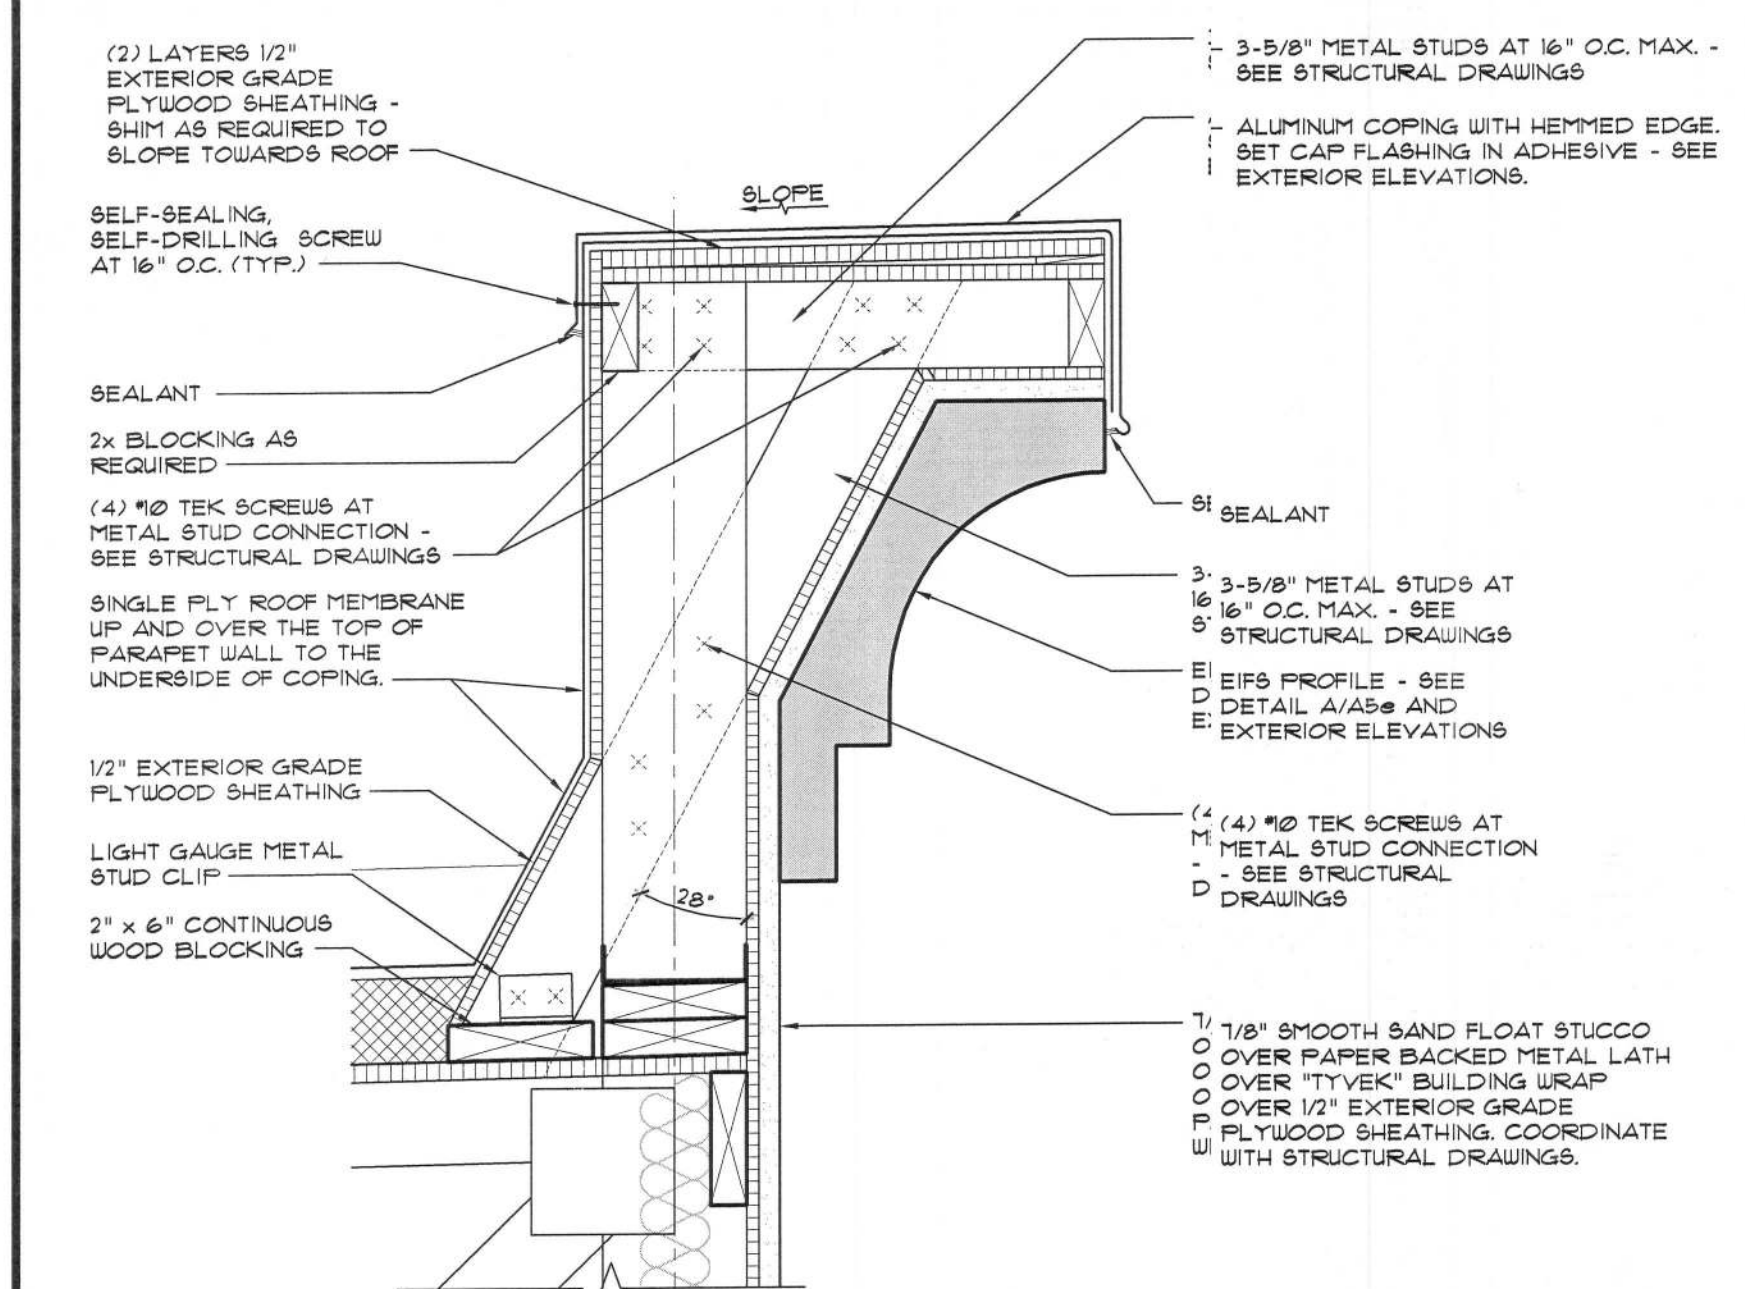 (2) LAYERS 1/2"
EXTERIOR GRADE
PLYWOOD SHEATHING -
SHIM AS REQUIRED TO
SLOPE TOWARDS ROOF
SELF-SEALING,
SELF-DRILLING SCREW
AT 16" O.C. (TYP.)
SEALANT
2x BLOCKING AS
REQUIRED
(4) #10 TEK SCREWS AT
METAL STUD CONNECTION -
SEE STRUCTURAL DRAWINGS
SINGLE PLY ROOF MEMBRANE
UP AND OVER THE TOP OF
PARAPET WALL TO THE
UNDERSIDE OF COPING.
1/2" EXTERIOR GRADE
PLYWOOD SHEATHING
LIGHT GAUGE METAL
STUD CLIP
2" x 6" CONTINUOUS
WOOD BLOCKING
SLOPE
28°
3-5/8" METAL STUDS AT 16" O.C. MAX. -
SEE STRUCTURAL DRAWINGS
ALUMINUM COPING WITH HEMMED EDGE.
SET CAP FLASHING IN ADHESIVE - SEE
EXTERIOR ELEVATIONS.
SE SEALANT
3- 3-5/8" METAL STUDS AT
16 16" O.C. MAX. - SEE
S STRUCTURAL DRAWINGS
EI EIFS PROFILE - SEE
D DETAIL A/A5e AND
E EXTERIOR ELEVATIONS
(4 (4) #10 TEK SCREWS AT
M METAL STUD CONNECTION
- - SEE STRUCTURAL
D DRAWINGS
7/ 7/8" SMOOTH SAND FLOAT STUCCO
O OVER PAPER BACKED METAL LATH
O OVER "TYVEK" BUILDING WRAP
O OVER 1/2" EXTERIOR GRADE
P PLYWOOD SHEATHING. COORDINATE
WI WITH STRUCTURAL DRAWINGS.